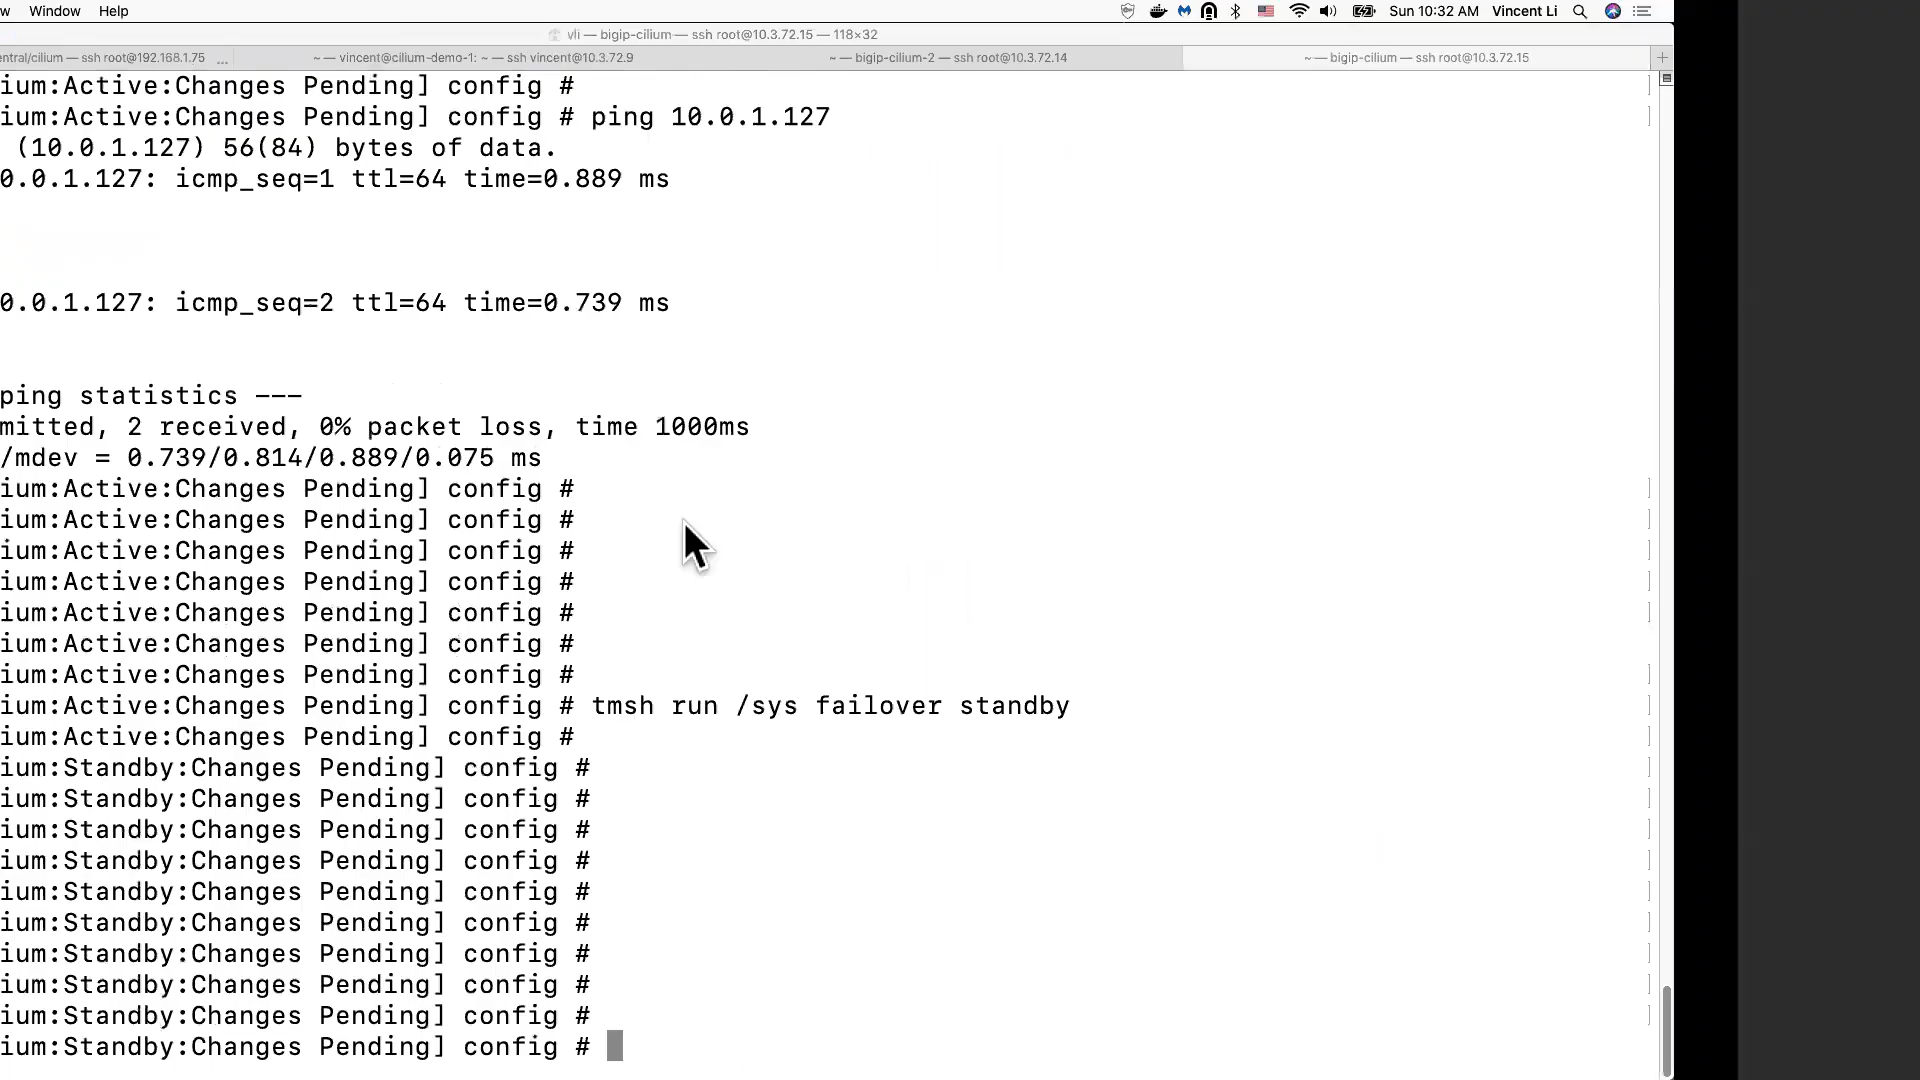 w Window Help Sun 10:32 AM Vincent Li
vli — bigip-cilium — ssh root@10.3.72.15 — 118×32
entral/cilium — ssh root@192.168.1.75 ... ~ — vincent@cilium-demo-1: ~ — ssh vincent@10.3.72.9 ~ — bigip-cilium-2 — ssh root@10.3.72.14 ~ — bigip-cilium — ssh root@10.3.72.15 +
ium:Active:Changes Pending] config # ]
ium:Active:Changes Pending] config # ping 10.0.1.127 ]
(10.0.1.127) 56(84) bytes of data.
0.0.1.127: icmp_seq=1 ttl=64 time=0.889 ms
0.0.1.127: icmp_seq=2 ttl=64 time=0.739 ms
ping statistics ---
mitted, 2 received, 0% packet loss, time 1000ms
/mdev = 0.739/0.814/0.889/0.075 ms
ium:Active:Changes Pending] config # ]
ium:Active:Changes Pending] config # ]
ium:Active:Changes Pending] config # ]
ium:Active:Changes Pending] config # ]
ium:Active:Changes Pending] config # ]
ium:Active:Changes Pending] config #
ium:Active:Changes Pending] config # ]
ium:Active:Changes Pending] config # tmsh run /sys failover standby ]
ium:Active:Changes Pending] config # ]
ium:Standby:Changes Pending] config # ]
ium:Standby:Changes Pending] config # ]
ium:Standby:Changes Pending] config # ]
ium:Standby:Changes Pending] config # ]
ium:Standby:Changes Pending] config # ]
ium:Standby:Changes Pending] config # ]
ium:Standby:Changes Pending] config # ]
ium:Standby:Changes Pending] config # ]
ium:Standby:Changes Pending] config # ]
ium:Standby:Changes Pending] config #